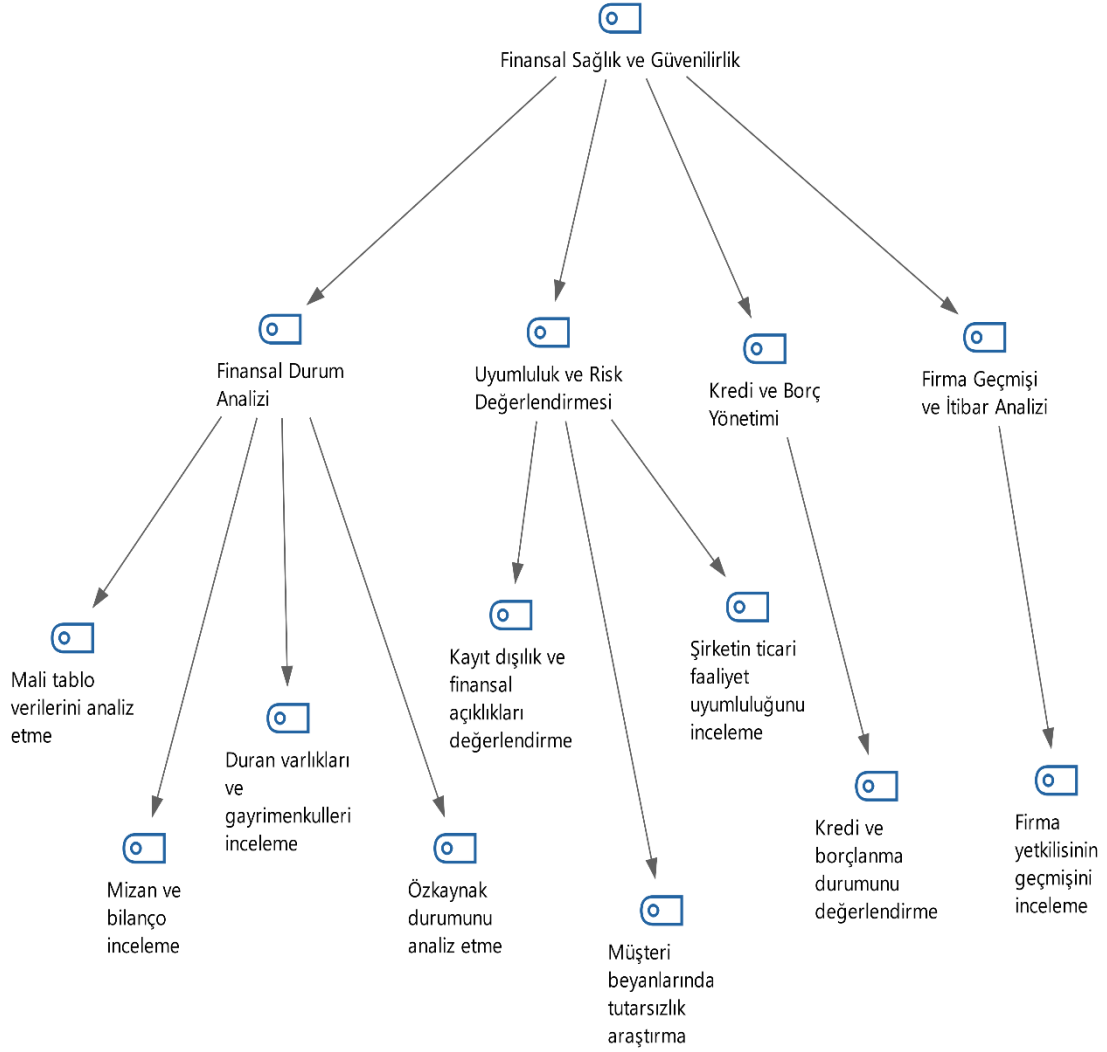 Finansal Sağlık ve Güvenilirlik
Finansal Durum
Analizi
Uyumluluk ve Risk
Değerlendirmesi
Kredi ve Borç
Yönetimi
Firma Geçmişi
ve İtibar Analizi
Mali tablo
verilerini analiz
etme
Mizan ve
bilanço
inceleme
Duran varlıkları
ve
gayrimenkulleri
inceleme
Özkaynak
durumunu
analiz etme
Kayıt dışılık ve
finansal
açıklıkları
değerlendirme
Müşteri
beyanlarında
tutarsızlık
araştırma
Şirketin ticari
faaliyet
uyumluluğunu
inceleme
Kredi ve
borçlanma
durumunu
değerlendirme
Firma
yetkilisinin
geçmişini
inceleme